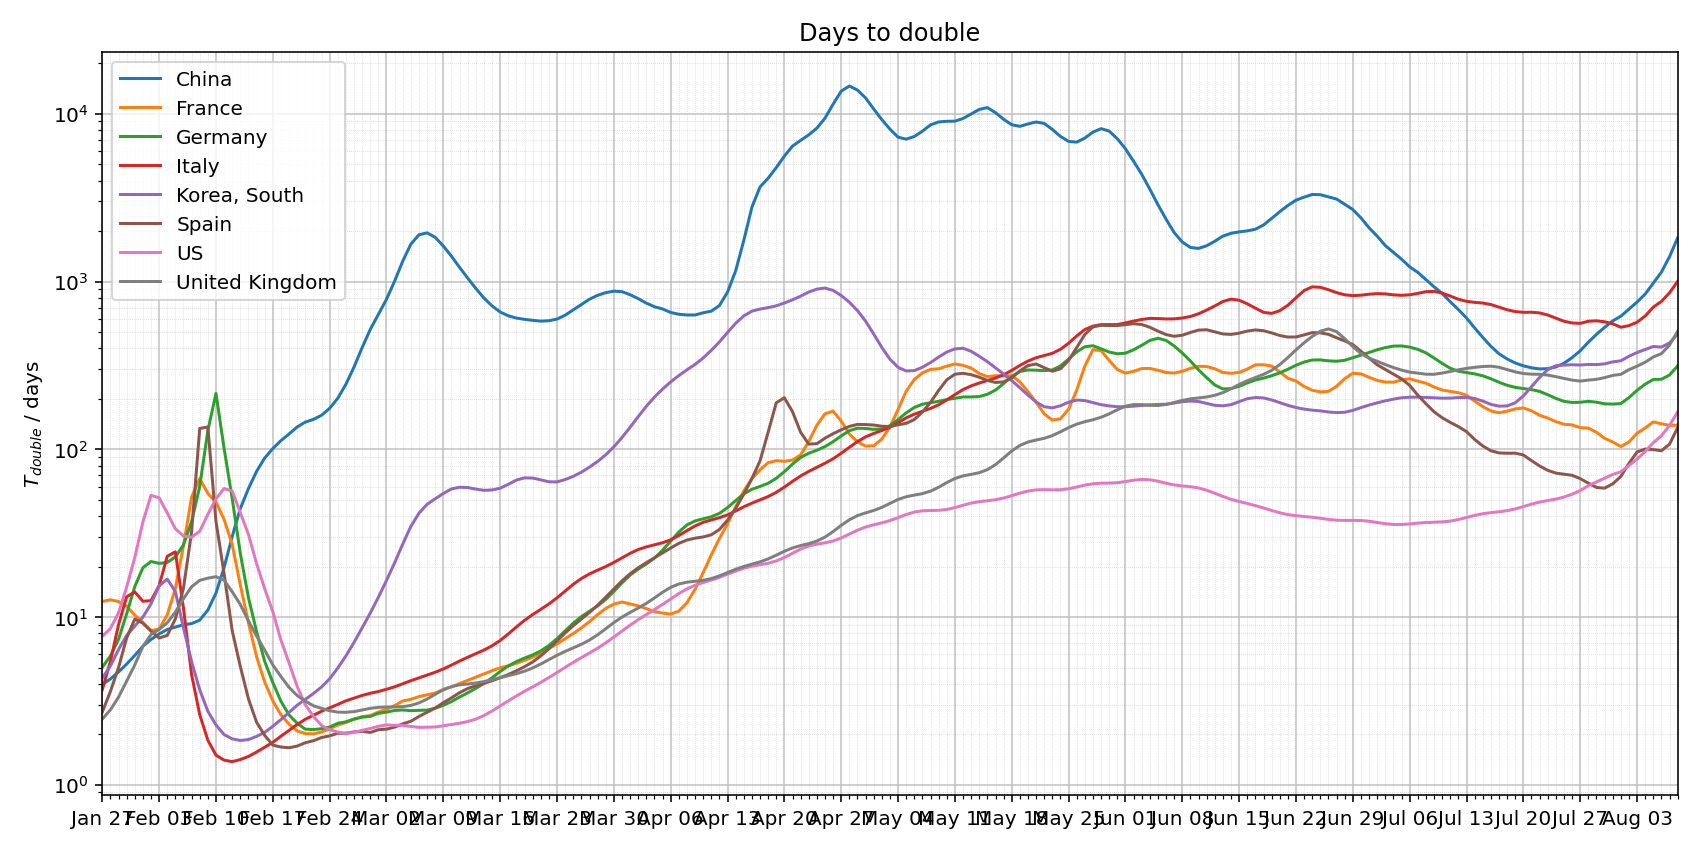 Days to double
China
France
Germany
Italy
Korea, South
Spain
US
United Kingdom
T_double / days
10^4
10^3
10^2
10^1
10^0
Jan 27 Feb 03 Feb 10 Feb 17 Feb 24 Mar 02 Mar 09 Mar 16 Mar 23 Mar 30 Apr 06 Apr 13 Apr 20 Apr 27 May 04 May 11 May 18 May 25 Jun 01 Jun 08 Jun 15 Jun 22 Jun 29 Jul 06 Jul 13 Jul 20 Jul 27 Aug 03